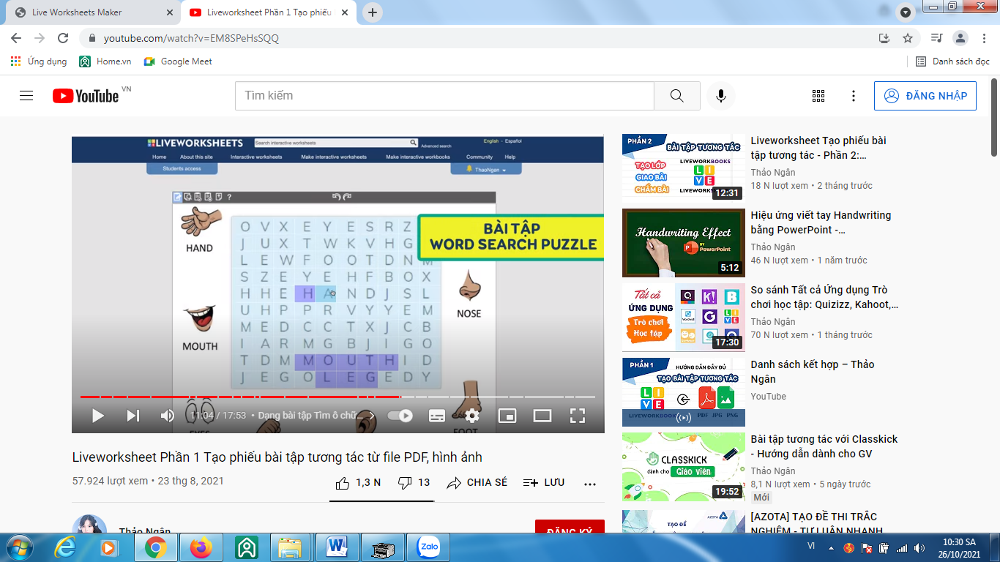 Live Worksheets Maker
Liveworksheet Phần 1 Tạo phiếu
youtube.com/watch?v=EM8SPeHsSQQ
Ứng dụng
Home.vn
Google Meet
Danh sách đọc
YouTube VN
Tìm kiếm
ĐĂNG NHẬP
LIVEWORKSHEETS
Search interactive worksheets
Advanced search
English - Español
Home
About this site
Interactive worksheets
Make interactive worksheets
Make interactive workbooks
Community
Help
Students access
ThaoNgan
HAND
MOUTH
NOSE
EYES
FOOT
BÀI TẬP
WORD SEARCH PUZZLE
O V X E Y E S R Z
J U X T W K V H G
L E W F O O T D N M
S Z E Y E H F B O X
H H E H A N D J S L
U H P P R V Y Y E M
M E D C C T X J C B
I A R M G B J I G O
T D M M O U T H I D
J E G O L E G E D Y
11:04 / 17:53 • Dạng bài tập Tìm ô chữ...
Liveworksheet Phần 1 Tạo phiếu bài tập tương tác từ file PDF, hình ảnh
57.924 lượt xem • 23 thg 8, 2021
1,3 N
13
CHIA SẺ
LƯU
Thảo Ngân
ĐĂNG KÝ
PHẦN 2
BÀI TẬP TƯƠNG TÁC
TẠO LỚP
GIAO BÀI
CHẤM BÀI
LIVEWORKBOOKS
LIVE
12:31
Liveworksheet Tạo phiếu bài
tập tương tác - Phần 2:...
Thảo Ngân
18 N lượt xem • 2 tháng trước
Handwriting Effect
BY
PowerPoint
5:12
Hiệu ứng viết tay Handwriting
bằng PowerPoint -...
Thảo Ngân
46 N lượt xem • 1 năm trước
Tất cả
ỨNG DỤNG
Trò chơi
Học tập
17:30
So sánh Tất cả Ứng dụng Trò
chơi học tập: Quizizz, Kahoot,...
Thảo Ngân
70 N lượt xem • 1 tháng trước
PHẦN 1
HƯỚNG DẪN ĐẦY ĐỦ
TẠO BÀI TẬP TƯƠNG TÁC
LIVE
LIVEWORKBOOK
PDF JPG PNG
Danh sách kết hợp – Thảo
Ngân
YouTube
CLASSKICK
dành cho Giáo viên
19:52
Bài tập tương tác với Classkick
- Hướng dẫn dành cho GV
Thảo Ngân
8,1 N lượt xem • 5 ngày trước
Mới
TẠO ĐỀ
AZOTA
[AZOTA] TẠO ĐỀ THI TRẮC
NGHIỆM - TỰ LUẬN NHANH
Zalo
VI
10:30 SA
26/10/2021